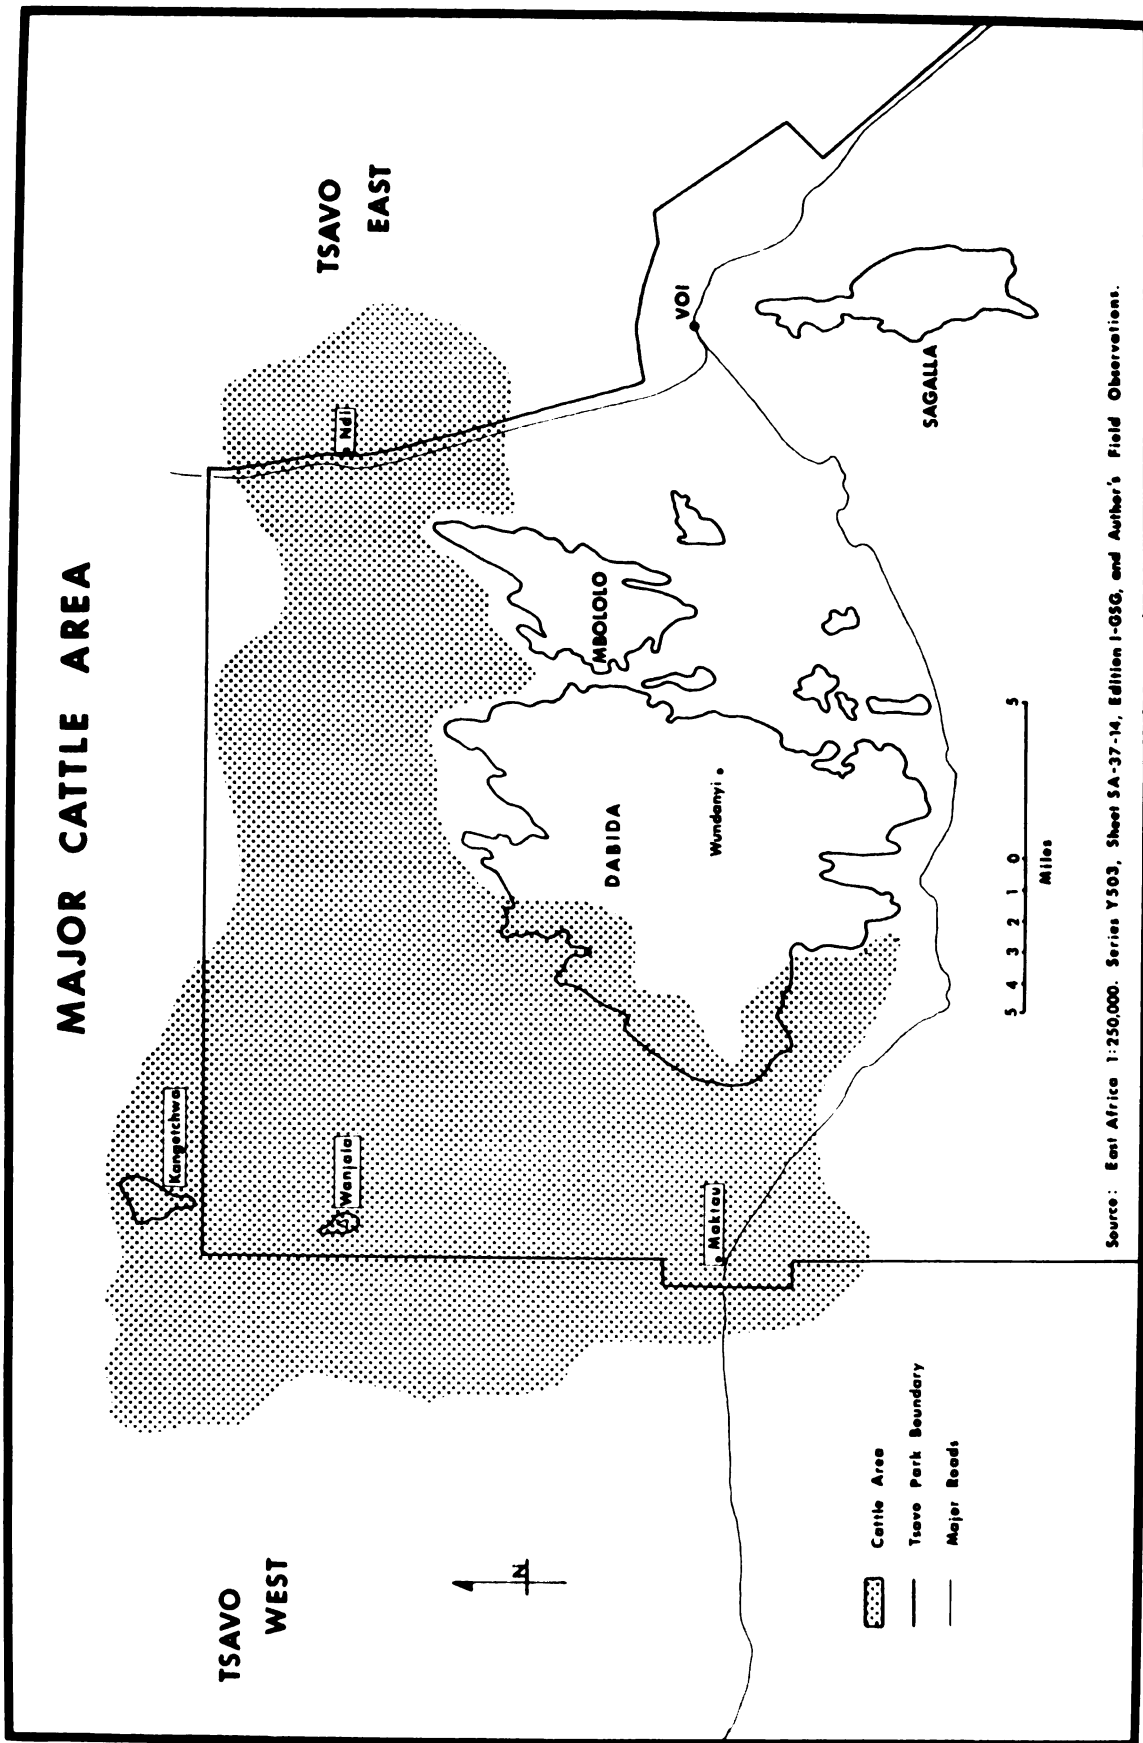 MAJOR CATTLE AREA
TSAVO
EAST
TSAVO
WEST
Kangetchwa
Wanjala
Ndi
MBOLOLO
DABIDA
Wundanyi
VOI
Maktau
SAGALLA
N
Cattle Area
Tsavo Park Boundary
Major Roads
5 4 3 2 1 0 5
Miles
Source: East Africa 1:250,000. Series Y503, Sheet SA-37-14, Edition 1-GSG, and Author's Field Observations.